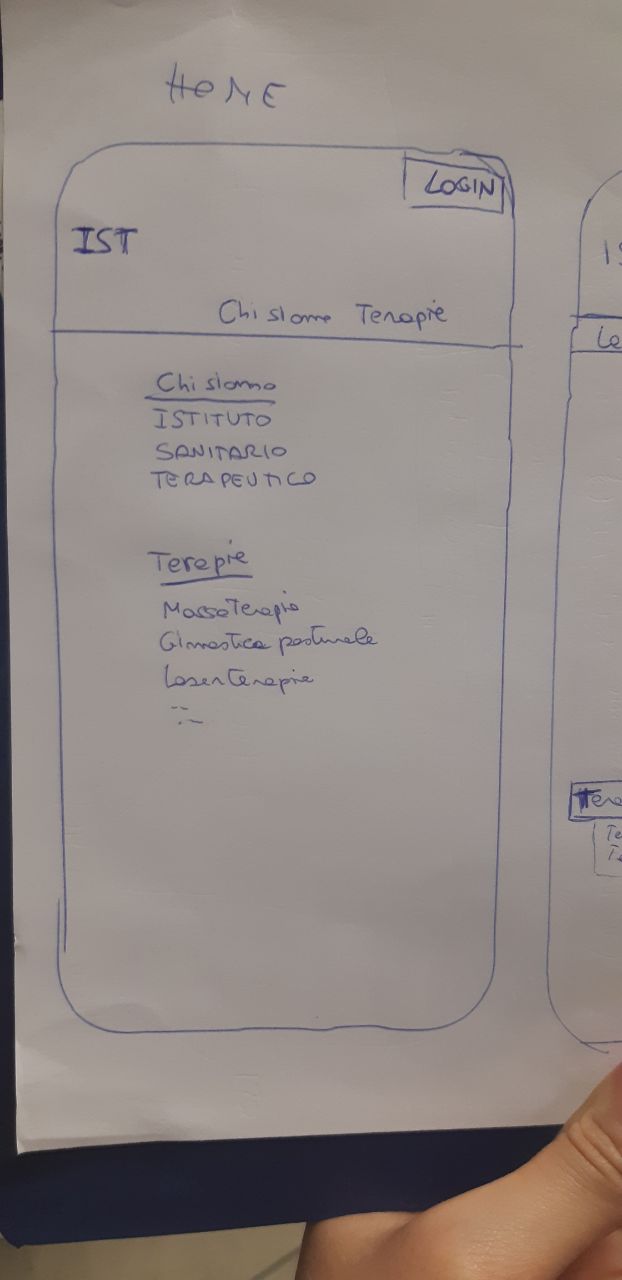 HOME
LOGIN
IST
Chi siamo Terapie
Chi siamo
ISTITUTO
SANITARIO
TERAPEUTICO
Terapie
Massoterapia
Ginnastica posturale
Laserterapia
IS
Le
Tera
Te
Te